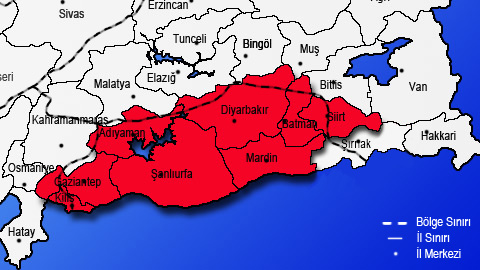 Erzincan
Sivas
Tunceli
Bingöl
Muş
Elazığ
Malatya
Bitlis
Van
Diyarbakır
Kahramanmaraş
Adıyaman
Batman
Siirt
Hakkari
Şırnak
Mardin
Osmaniye
Gaziantep
Şanlıurfa
Kilis
Hatay
Bölge Sınırı
İl Sınırı
İl Merkezi